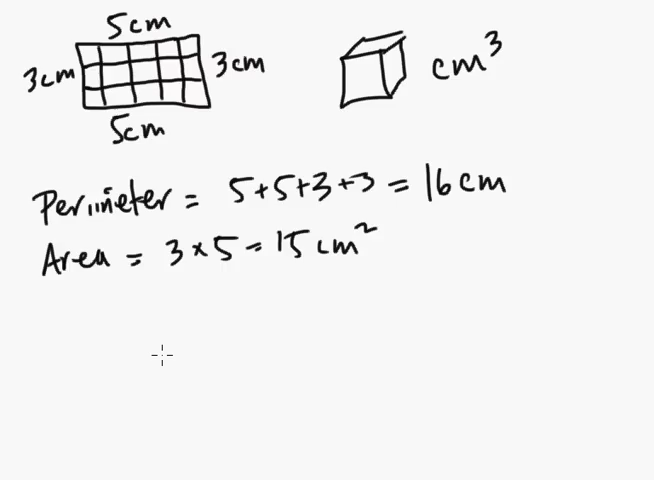 5cm
3cm
3cm
5cm
cm³
Perimeter = 5+5+3+3 = 16cm
Area = 3×5=15cm²